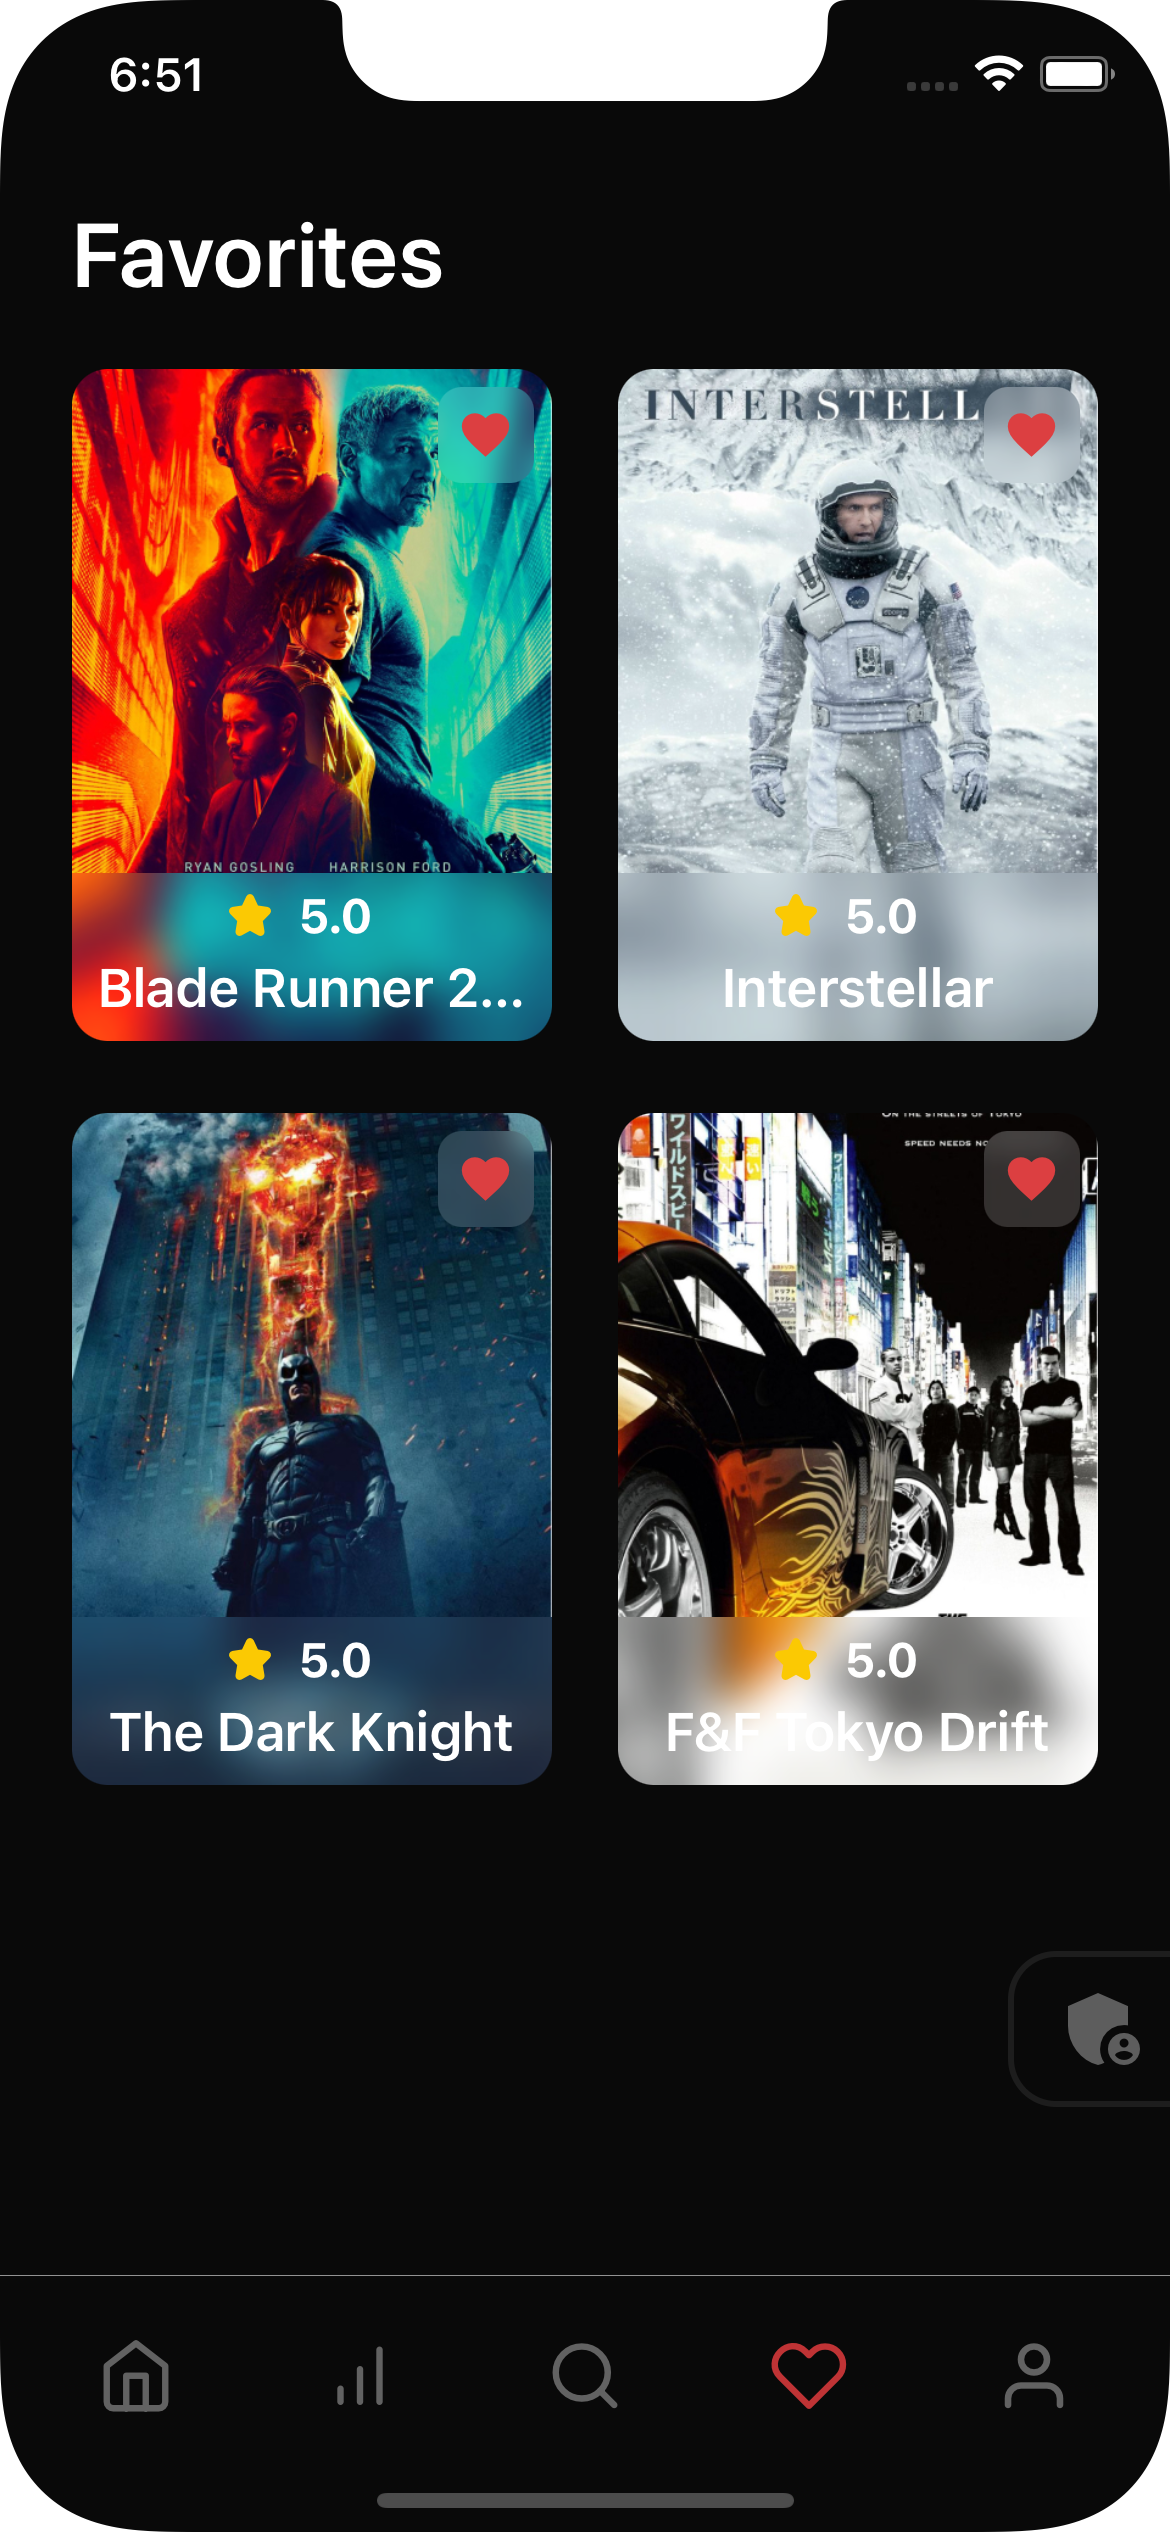 6:51
Favorites
RYAN GOSLING HARRISON FORD
5.0
Blade Runner 2...
INTERSTELL
5.0
Interstellar
5.0
The Dark Knight
ON THE STREETS OF TOKYO
SPEED NEEDS NO
ワイルドスピー
5.0
F&F Tokyo Drift